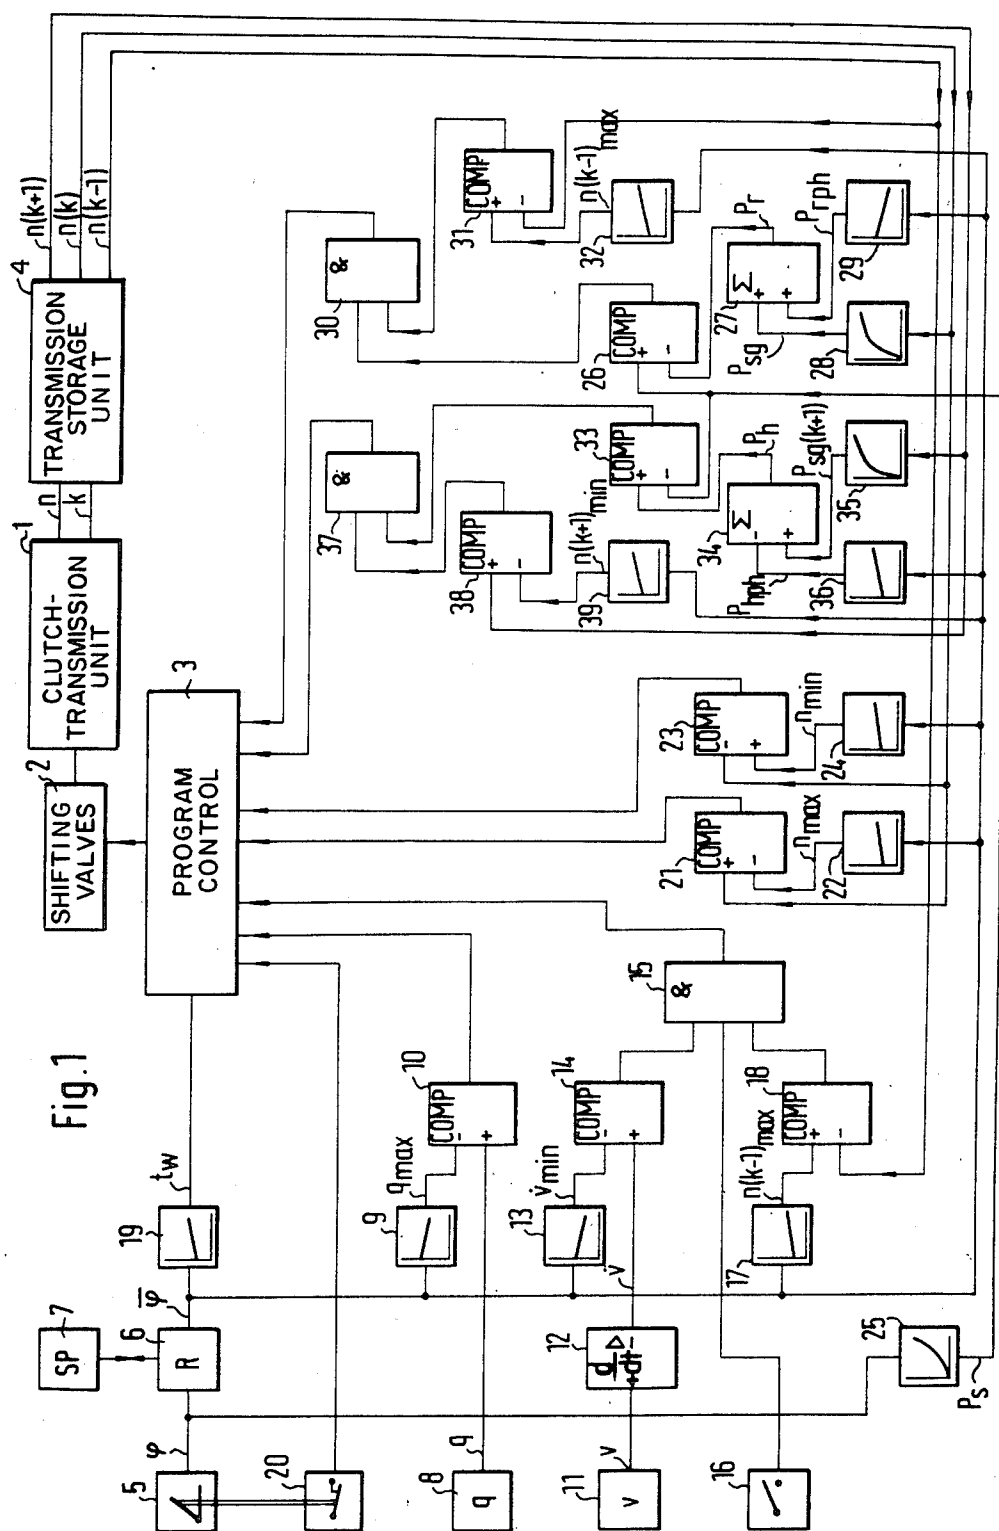 Fig.1
SHIFTING
VALVES
2
CLUTCH-
TRANSMISSION
UNIT
1
n
k
TRANSMISSION
STORAGE
UNIT
4
n(k+1)
n(k)
n(k-1)
PROGRAM
CONTROL
3
SP
7
R
6
φ
φ̅
5
20
19
tw
q
8
q
9
qmax
COMP
-
+
10
v
11
v
d/dt
12
v̇
13
v̇min
COMP
-
+
14
16
17
n(k-1)max
COMP
+
-
18
&
15
25
Ps
COMP
+
-
21
nmax
22
COMP
-
+
23
nmin
24
&
37
COMP
+
-
38
n(k+1)min
39
COMP
+
-
33
Ph
Σ
-
+
34
Phph
36
Psg(k+1)
35
&
30
COMP
+
-
31
n(k-1)max
32
COMP
+
-
26
Pr
Σ
+
+
27
Psg
28
Prph
29